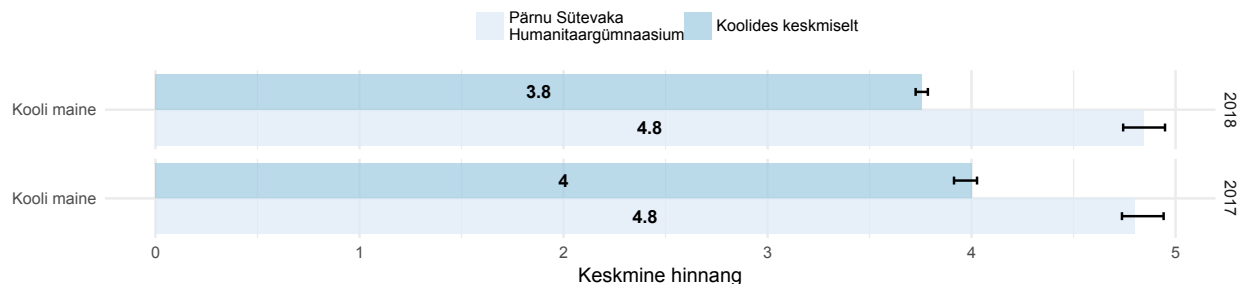 Pärnu Sütevaka
Humanitaargümnaasium
Koolides keskmiselt
Kooli maine
3.8
4.8
2018
Kooli maine
4
4.8
2017
0 1 2 3 4 5
Keskmine hinnang